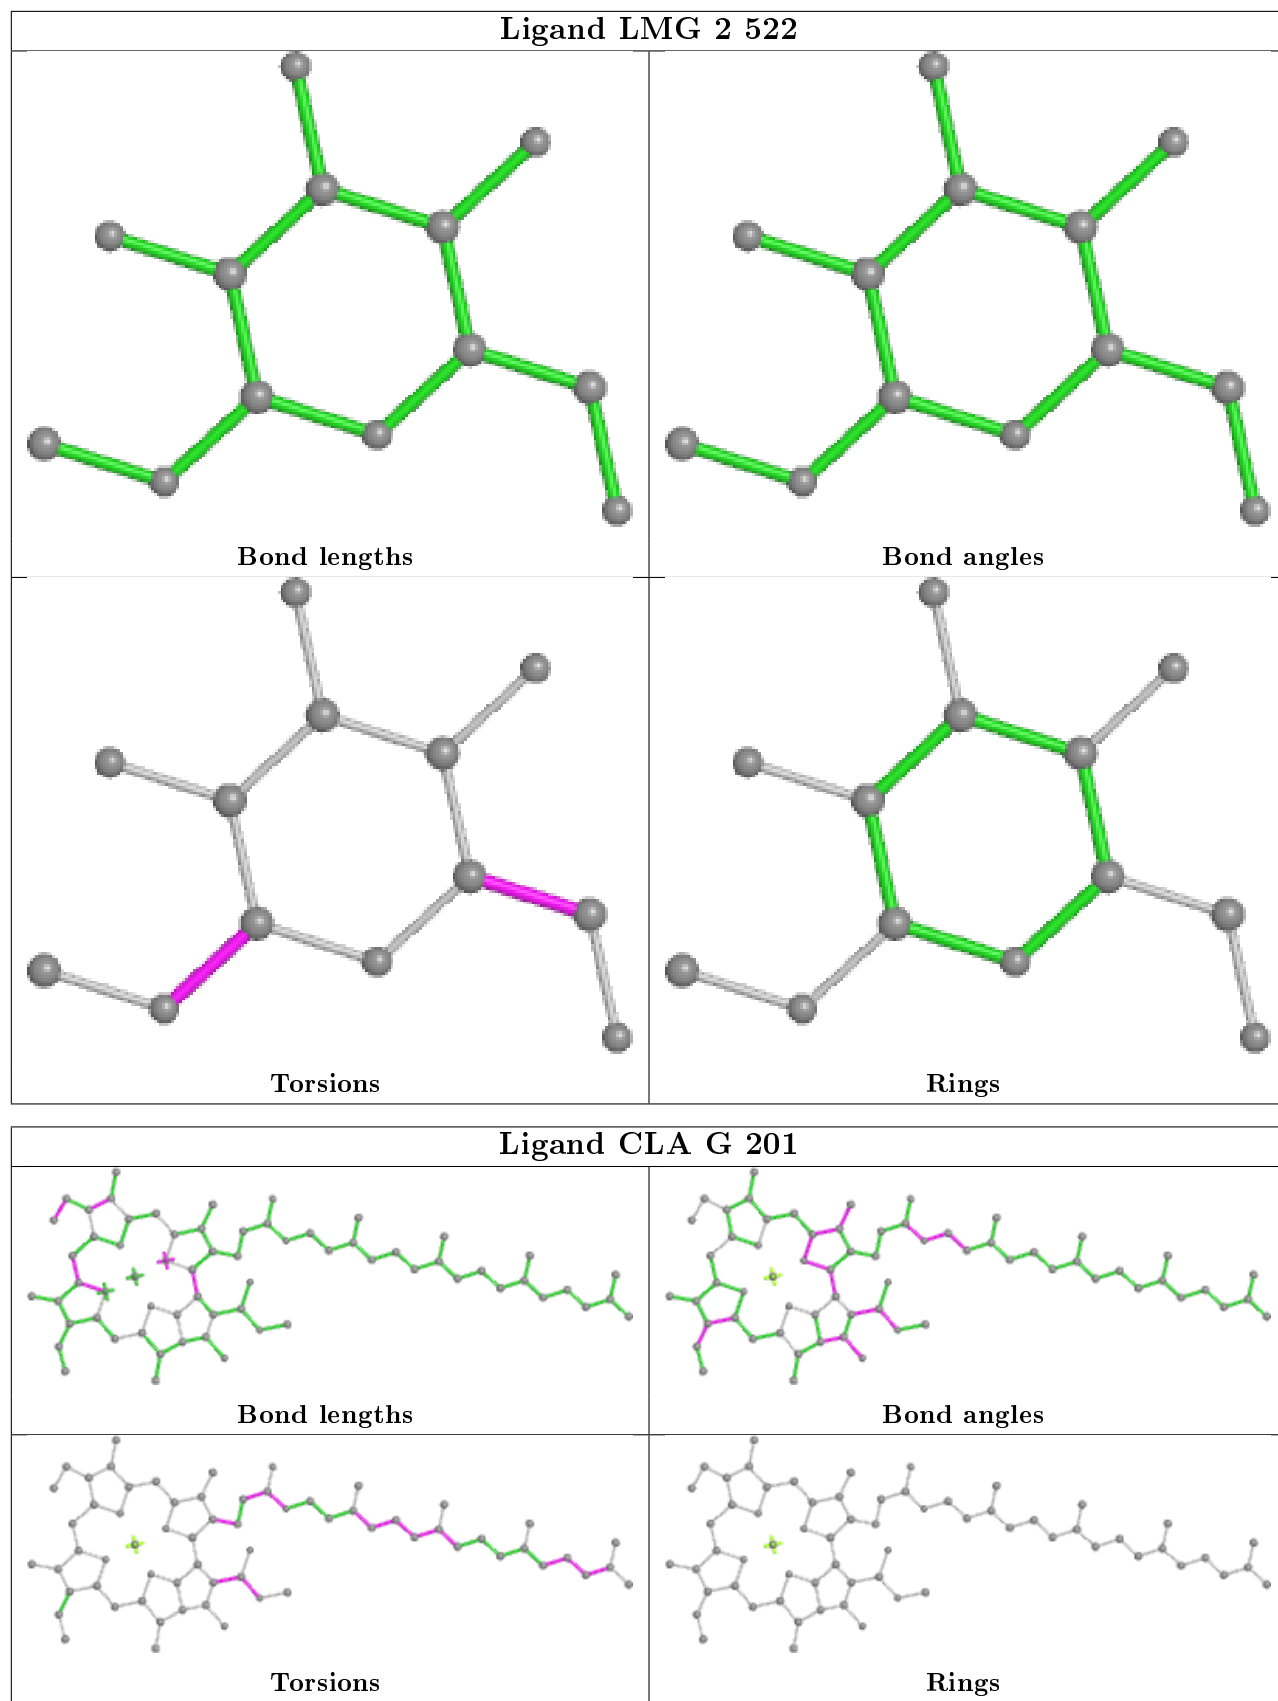 Ligand LMG 2 522
Bond lengths
Bond angles
Torsions
Rings
Ligand CLA G 201
Bond lengths
Bond angles
Torsions
Rings